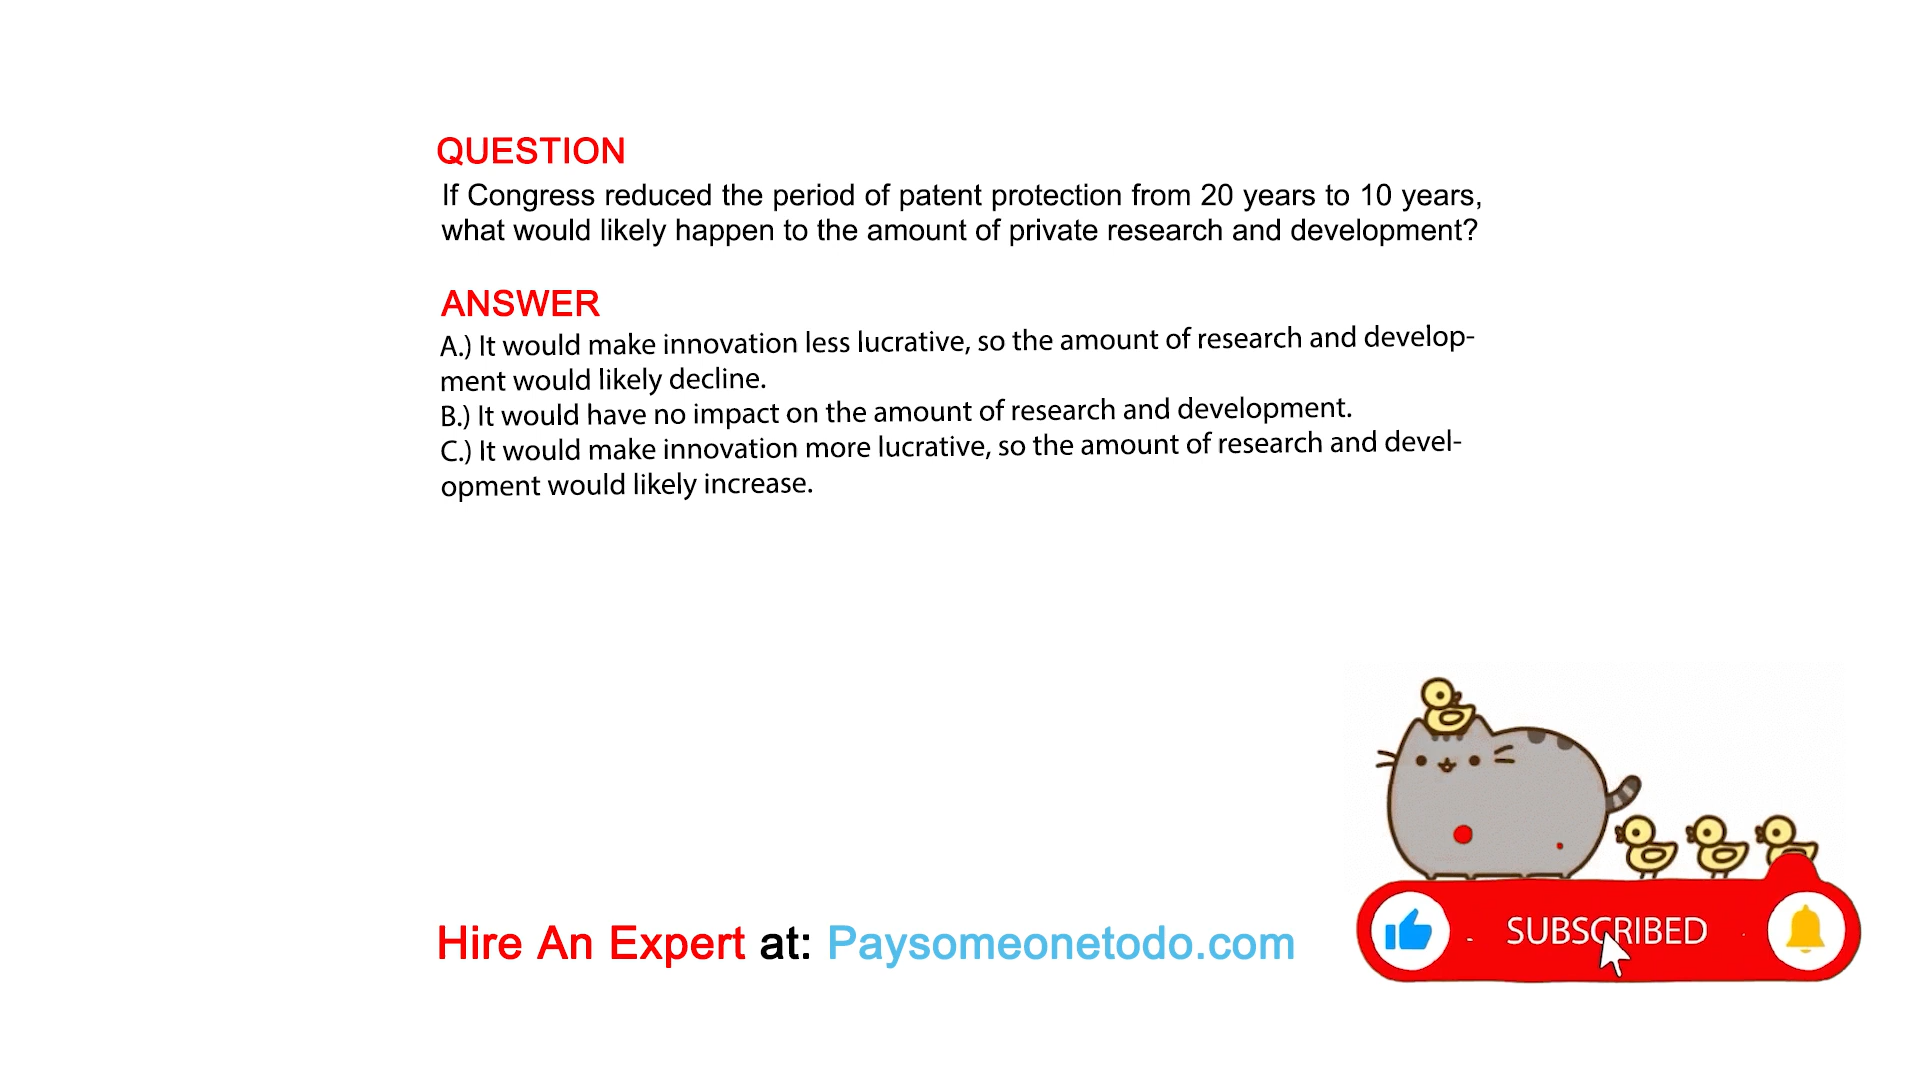 QUESTION
If Congress reduced the period of patent protection from 20 years to 10 years,
what would likely happen to the amount of private research and development?
ANSWER
A.) It would make innovation less lucrative, so the amount of research and develop-
ment would likely decline.
B.) It would have no impact on the amount of research and development.
C.) It would make innovation more lucrative, so the amount of research and devel-
opment would likely increase.
Hire An Expert at: Paysomeonetodo.com
SUBSCRIBED